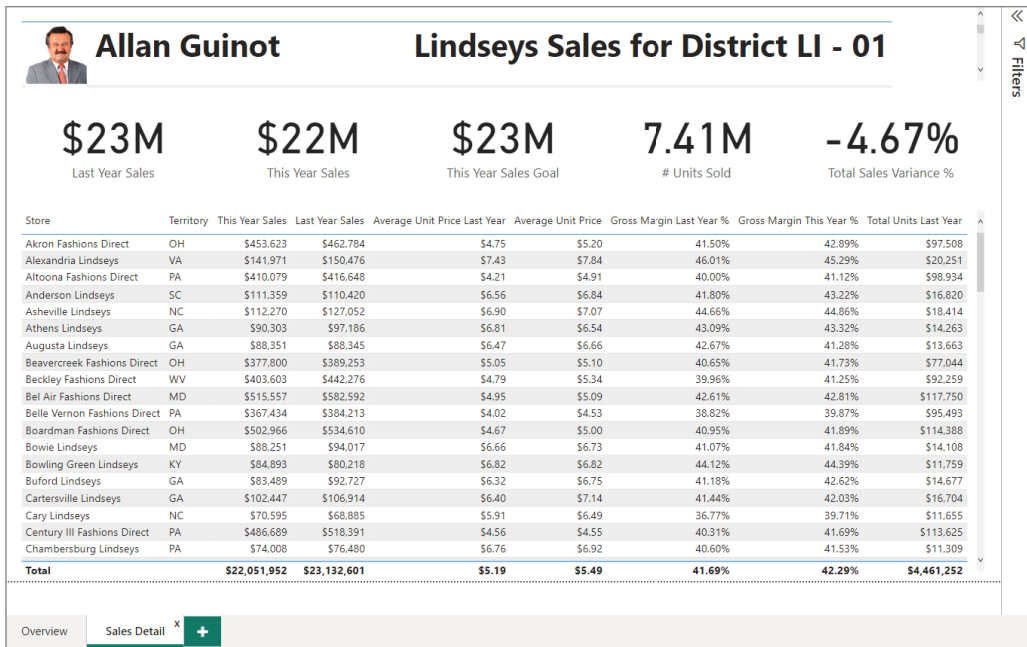 Allan Guinot
Lindseys Sales for District LI - 01
Filters
$23M
Last Year Sales
$22M
This Year Sales
$23M
This Year Sales Goal
7.41M
# Units Sold
-4.67%
Total Sales Variance %
Store Territory This Year Sales Last Year Sales Average Unit Price Last Year Average Unit Price Gross Margin Last Year % Gross Margin This Year % Total Units Last Year
Akron Fashions Direct OH $453,623 $462,784 $4.75 $5.20 41.50% 42.89% $97,508
Alexandria Lindseys VA $141,971 $150,476 $7.43 $7.84 46.01% 45.29% $20,251
Altoona Fashions Direct PA $410,079 $416,648 $4.21 $4.91 40.00% 41.12% $98,934
Anderson Lindseys SC $111,359 $110,420 $6.56 $6.84 41.80% 43.22% $16,820
Asheville Lindseys NC $112,270 $127,052 $6.90 $7.07 44.66% 44.86% $18,414
Athens Lindseys GA $90,303 $97,186 $6.81 $6.54 43.09% 43.32% $14,263
Augusta Lindseys GA $88,351 $88,345 $6.47 $6.66 42.67% 41.28% $13,663
Beavercreek Fashions Direct OH $377,800 $389,253 $5.05 $5.10 40.65% 41.73% $77,044
Beckley Fashions Direct WV $403,603 $442,276 $4.79 $5.34 39.96% 41.25% $92,259
Bel Air Fashions Direct MD $515,557 $582,592 $4.95 $5.09 42.61% 42.81% $117,750
Belle Vernon Fashions Direct PA $367,434 $384,213 $4.02 $4.53 38.82% 39.87% $95,493
Boardman Fashions Direct OH $502,966 $534,610 $4.67 $5.00 40.95% 41.89% $114,388
Bowie Lindseys MD $88,251 $94,017 $6.66 $6.73 41.07% 41.84% $14,108
Bowling Green Lindseys KY $84,893 $80,218 $6.82 $6.82 44.12% 44.39% $11,759
Buford Lindseys GA $83,489 $92,727 $6.32 $6.75 41.18% 42.62% $14,677
Cartersville Lindseys GA $102,447 $106,914 $6.40 $7.14 41.44% 42.03% $16,704
Cary Lindseys NC $70,595 $68,885 $5.91 $6.49 36.77% 39.71% $11,655
Century III Fashions Direct PA $486,689 $518,391 $4.56 $4.55 40.31% 41.69% $113,625
Chambersburg Lindseys PA $74,008 $76,480 $6.76 $6.92 40.60% 41.53% $11,309
Total $22,051,952 $23,132,601 $5.19 $5.49 41.69% 42.29% $4,461,252
Overview
Sales Detail x
+